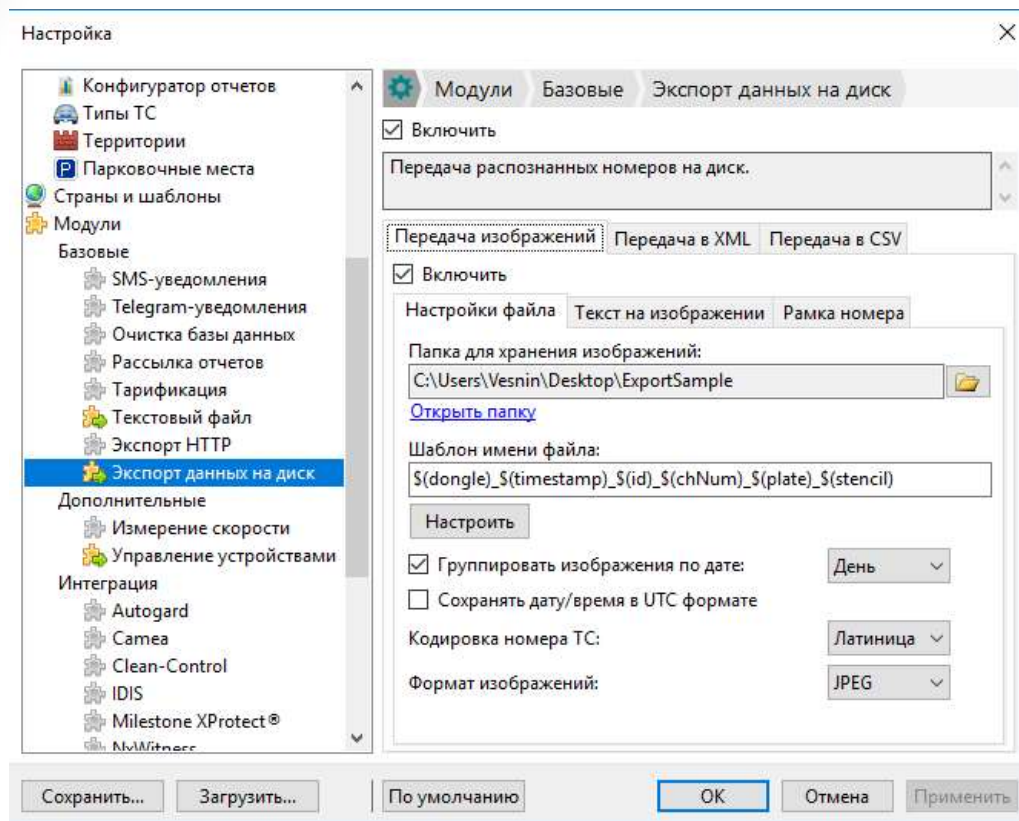 Настройка
Конфигуратор отчетов
Типы ТС
Территории
Парковочные места
Страны и шаблоны
Модули
Базовые
SMS-уведомления
Telegram-уведомления
Очистка базы данных
Рассылка отчетов
Тарификация
Текстовый файл
Экспорт HTTP
Экспорт данных на диск
Дополнительные
Измерение скорости
Управление устройствами
Интеграция
Autogard
Camea
Clean-Control
IDIS
Milestone XProtect®
NxWitness
Модули Базовые Экспорт данных на диск
Включить
Передача распознанных номеров на диск.
Передача изображений Передача в XML Передача в CSV
Включить
Настройки файла Текст на изображении Рамка номера
Папка для хранения изображений:
C:\Users\Vesnin\Desktop\ExportSample
Открыть папку
Шаблон имени файла:
$(dongle)_$(timestamp)_$(id)_$(chNum)_$(plate)_$(stencil)
Настроить
Группировать изображения по дате: День
Сохранять дату/время в UTC формате
Кодировка номера ТС: Латиница
Формат изображений: JPEG
Сохранить... Загрузить... По умолчанию OK Отмена Применить